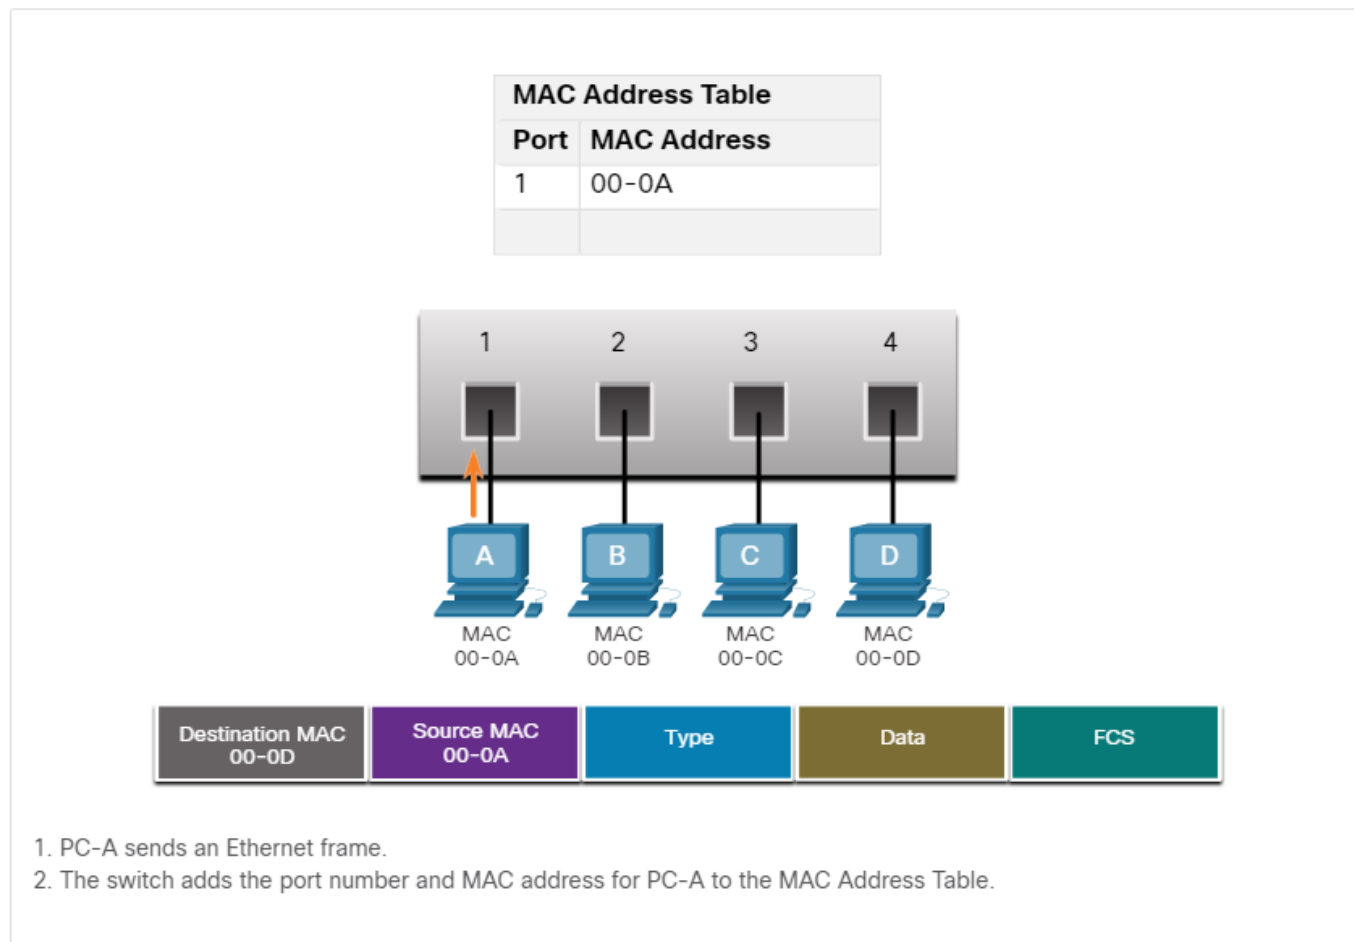 MAC Address Table
Port MAC Address
1 00-0A
1 2 3 4
A B C D
MAC MAC MAC MAC
00-0A 00-0B 00-0C 00-0D
Destination MAC Source MAC Type Data FCS
00-0D 00-0A
1. PC-A sends an Ethernet frame.
2. The switch adds the port number and MAC address for PC-A to the MAC Address Table.